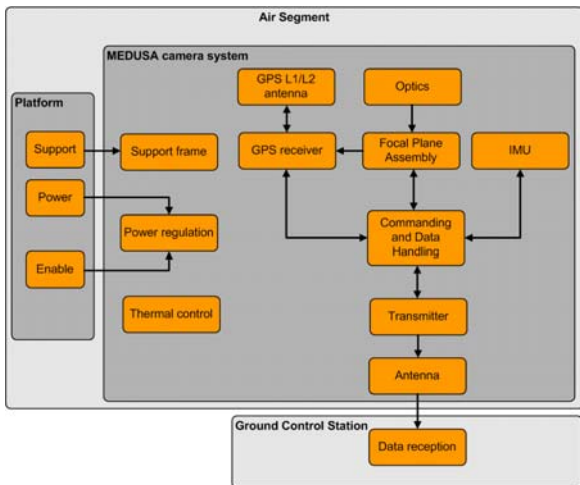 Air Segment
MEDUSA camera system
Platform
GPS L1/L2
antenna
Optics
Support
Support frame
GPS receiver
Focal Plane
Assembly
IMU
Power
Power regulation
Commanding
and Data
Handling
Enable
Thermal control
Transmitter
Antenna
Ground Control Station
Data reception